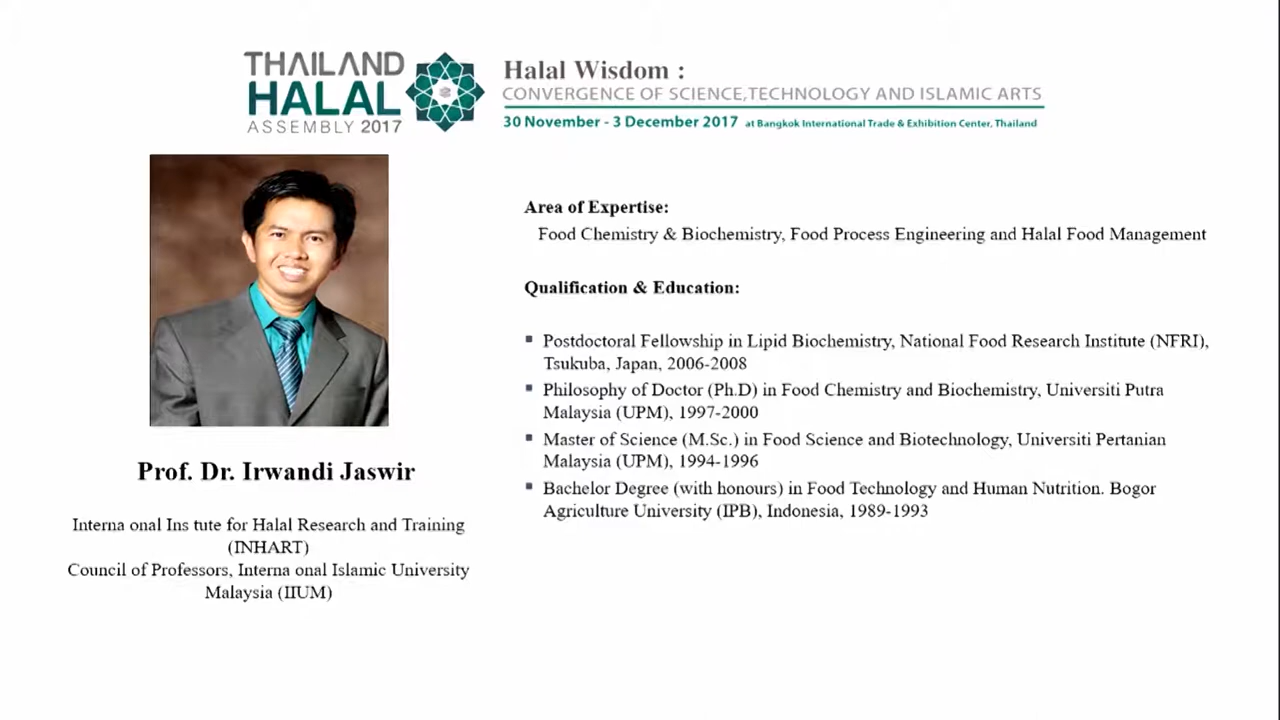 THAILAND
HALAL
ASSEMBLY 2017
Halal Wisdom :
CONVERGENCE OF SCIENCE,TECHNOLOGY AND ISLAMIC ARTS
30 November - 3 December 2017 at Bangkok International Trade & Exhibition Center, Thailand
Prof. Dr. Irwandi Jaswir
Interna onal Ins tute for Halal Research and Training
(INHART)
Council of Professors, Interna onal Islamic University
Malaysia (IIUM)
Area of Expertise:
Food Chemistry & Biochemistry, Food Process Engineering and Halal Food Management
Qualification & Education:
▪ Postdoctoral Fellowship in Lipid Biochemistry, National Food Research Institute (NFRI),
Tsukuba, Japan, 2006-2008
▪ Philosophy of Doctor (Ph.D) in Food Chemistry and Biochemistry, Universiti Putra
Malaysia (UPM), 1997-2000
▪ Master of Science (M.Sc.) in Food Science and Biotechnology, Universiti Pertanian
Malaysia (UPM), 1994-1996
▪ Bachelor Degree (with honours) in Food Technology and Human Nutrition. Bogor
Agriculture University (IPB), Indonesia, 1989-1993